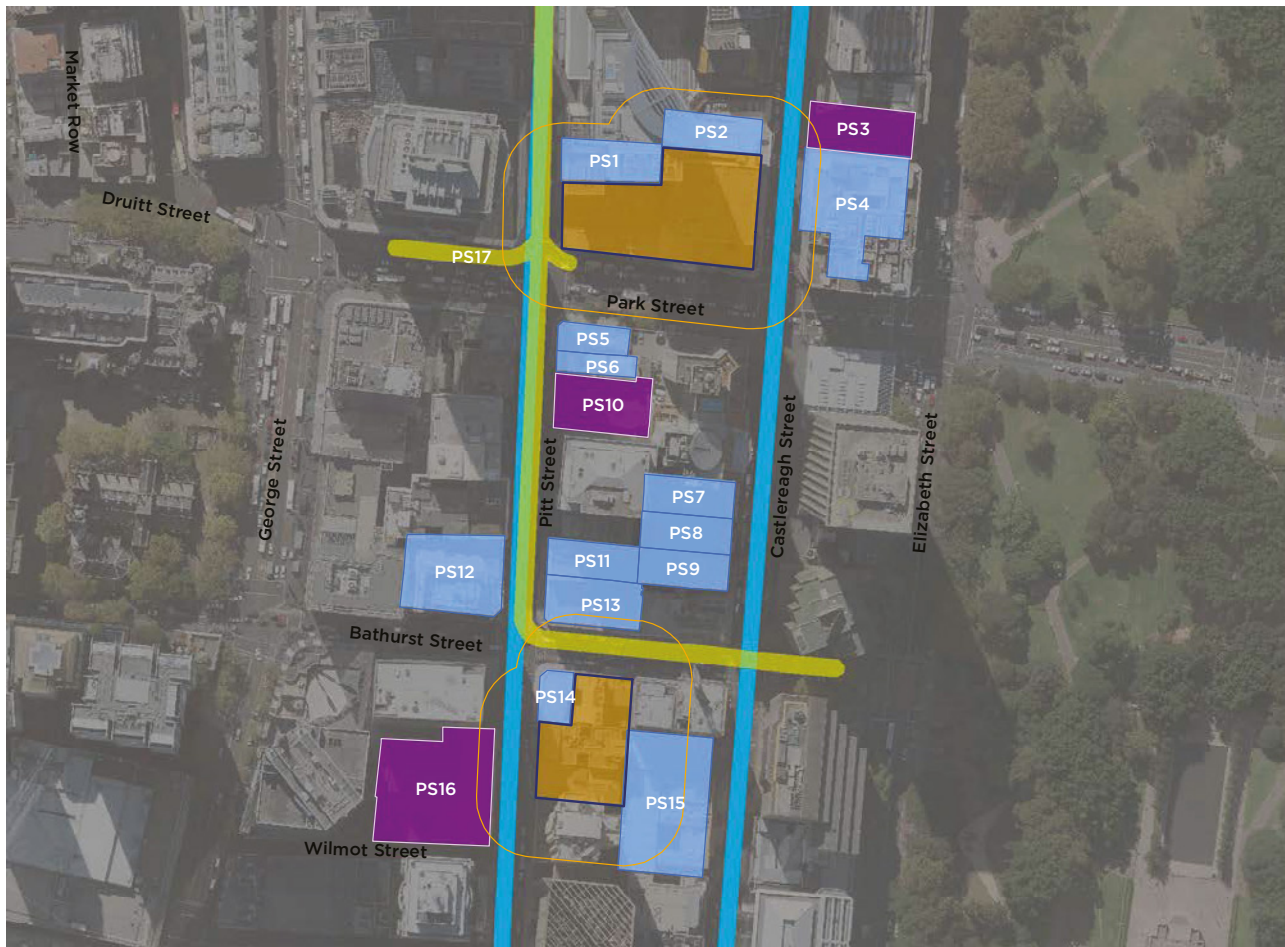 Market Row
PS3
PS2
PS1
PS4
Druitt Street
PS17
Park Street
PS5
PS6
PS10
George Street
Pitt Street
Castlereagh Street
Elizabeth Street
PS7
PS8
PS11
PS9
PS12
PS13
Bathurst Street
PS14
PS16
PS15
Wilmot Street